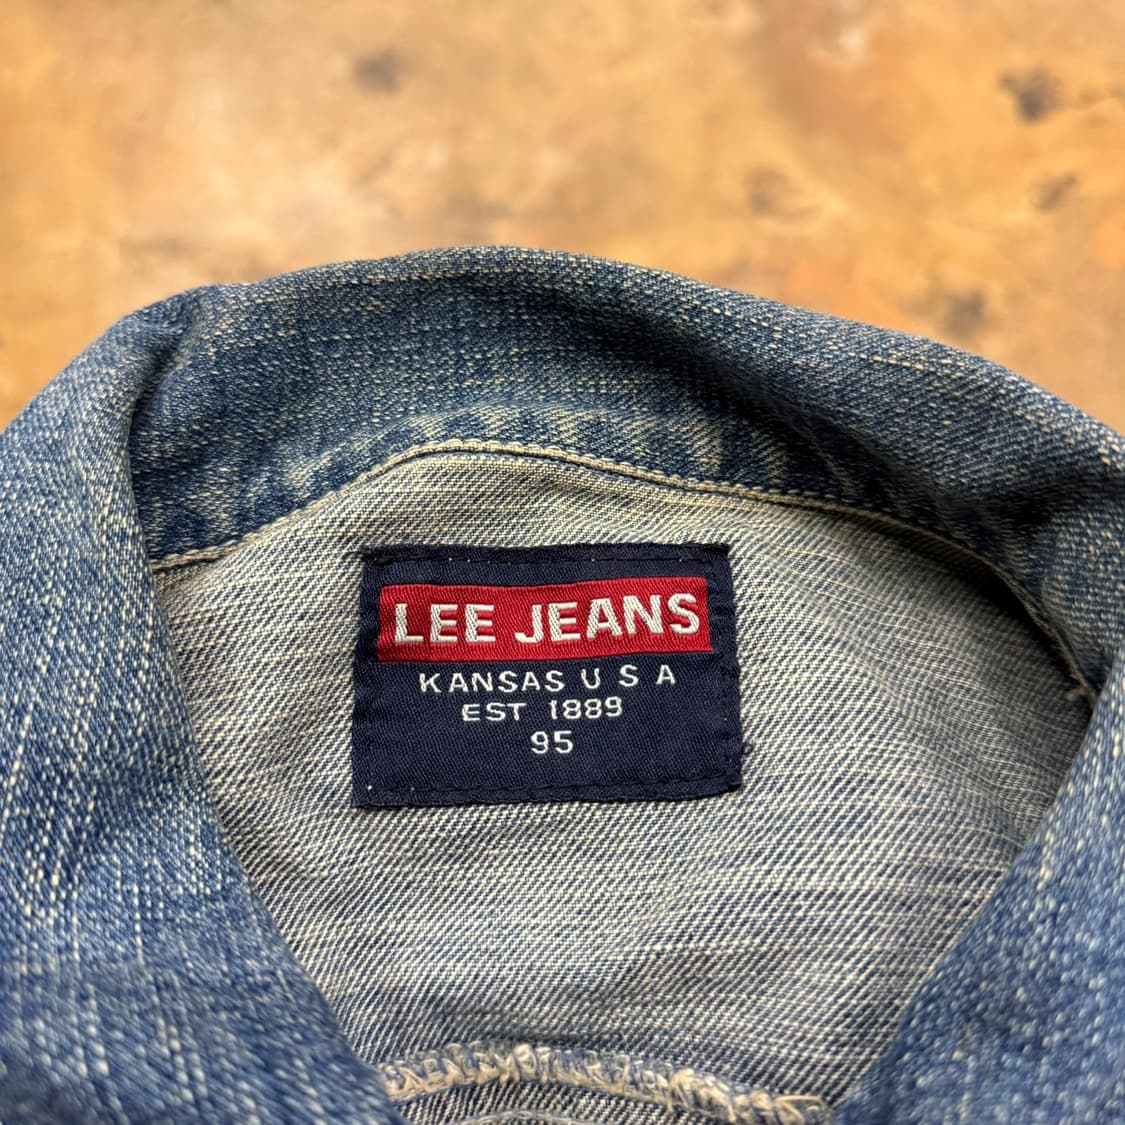 LEE JEANS
KANSAS U S A
EST 1889
95